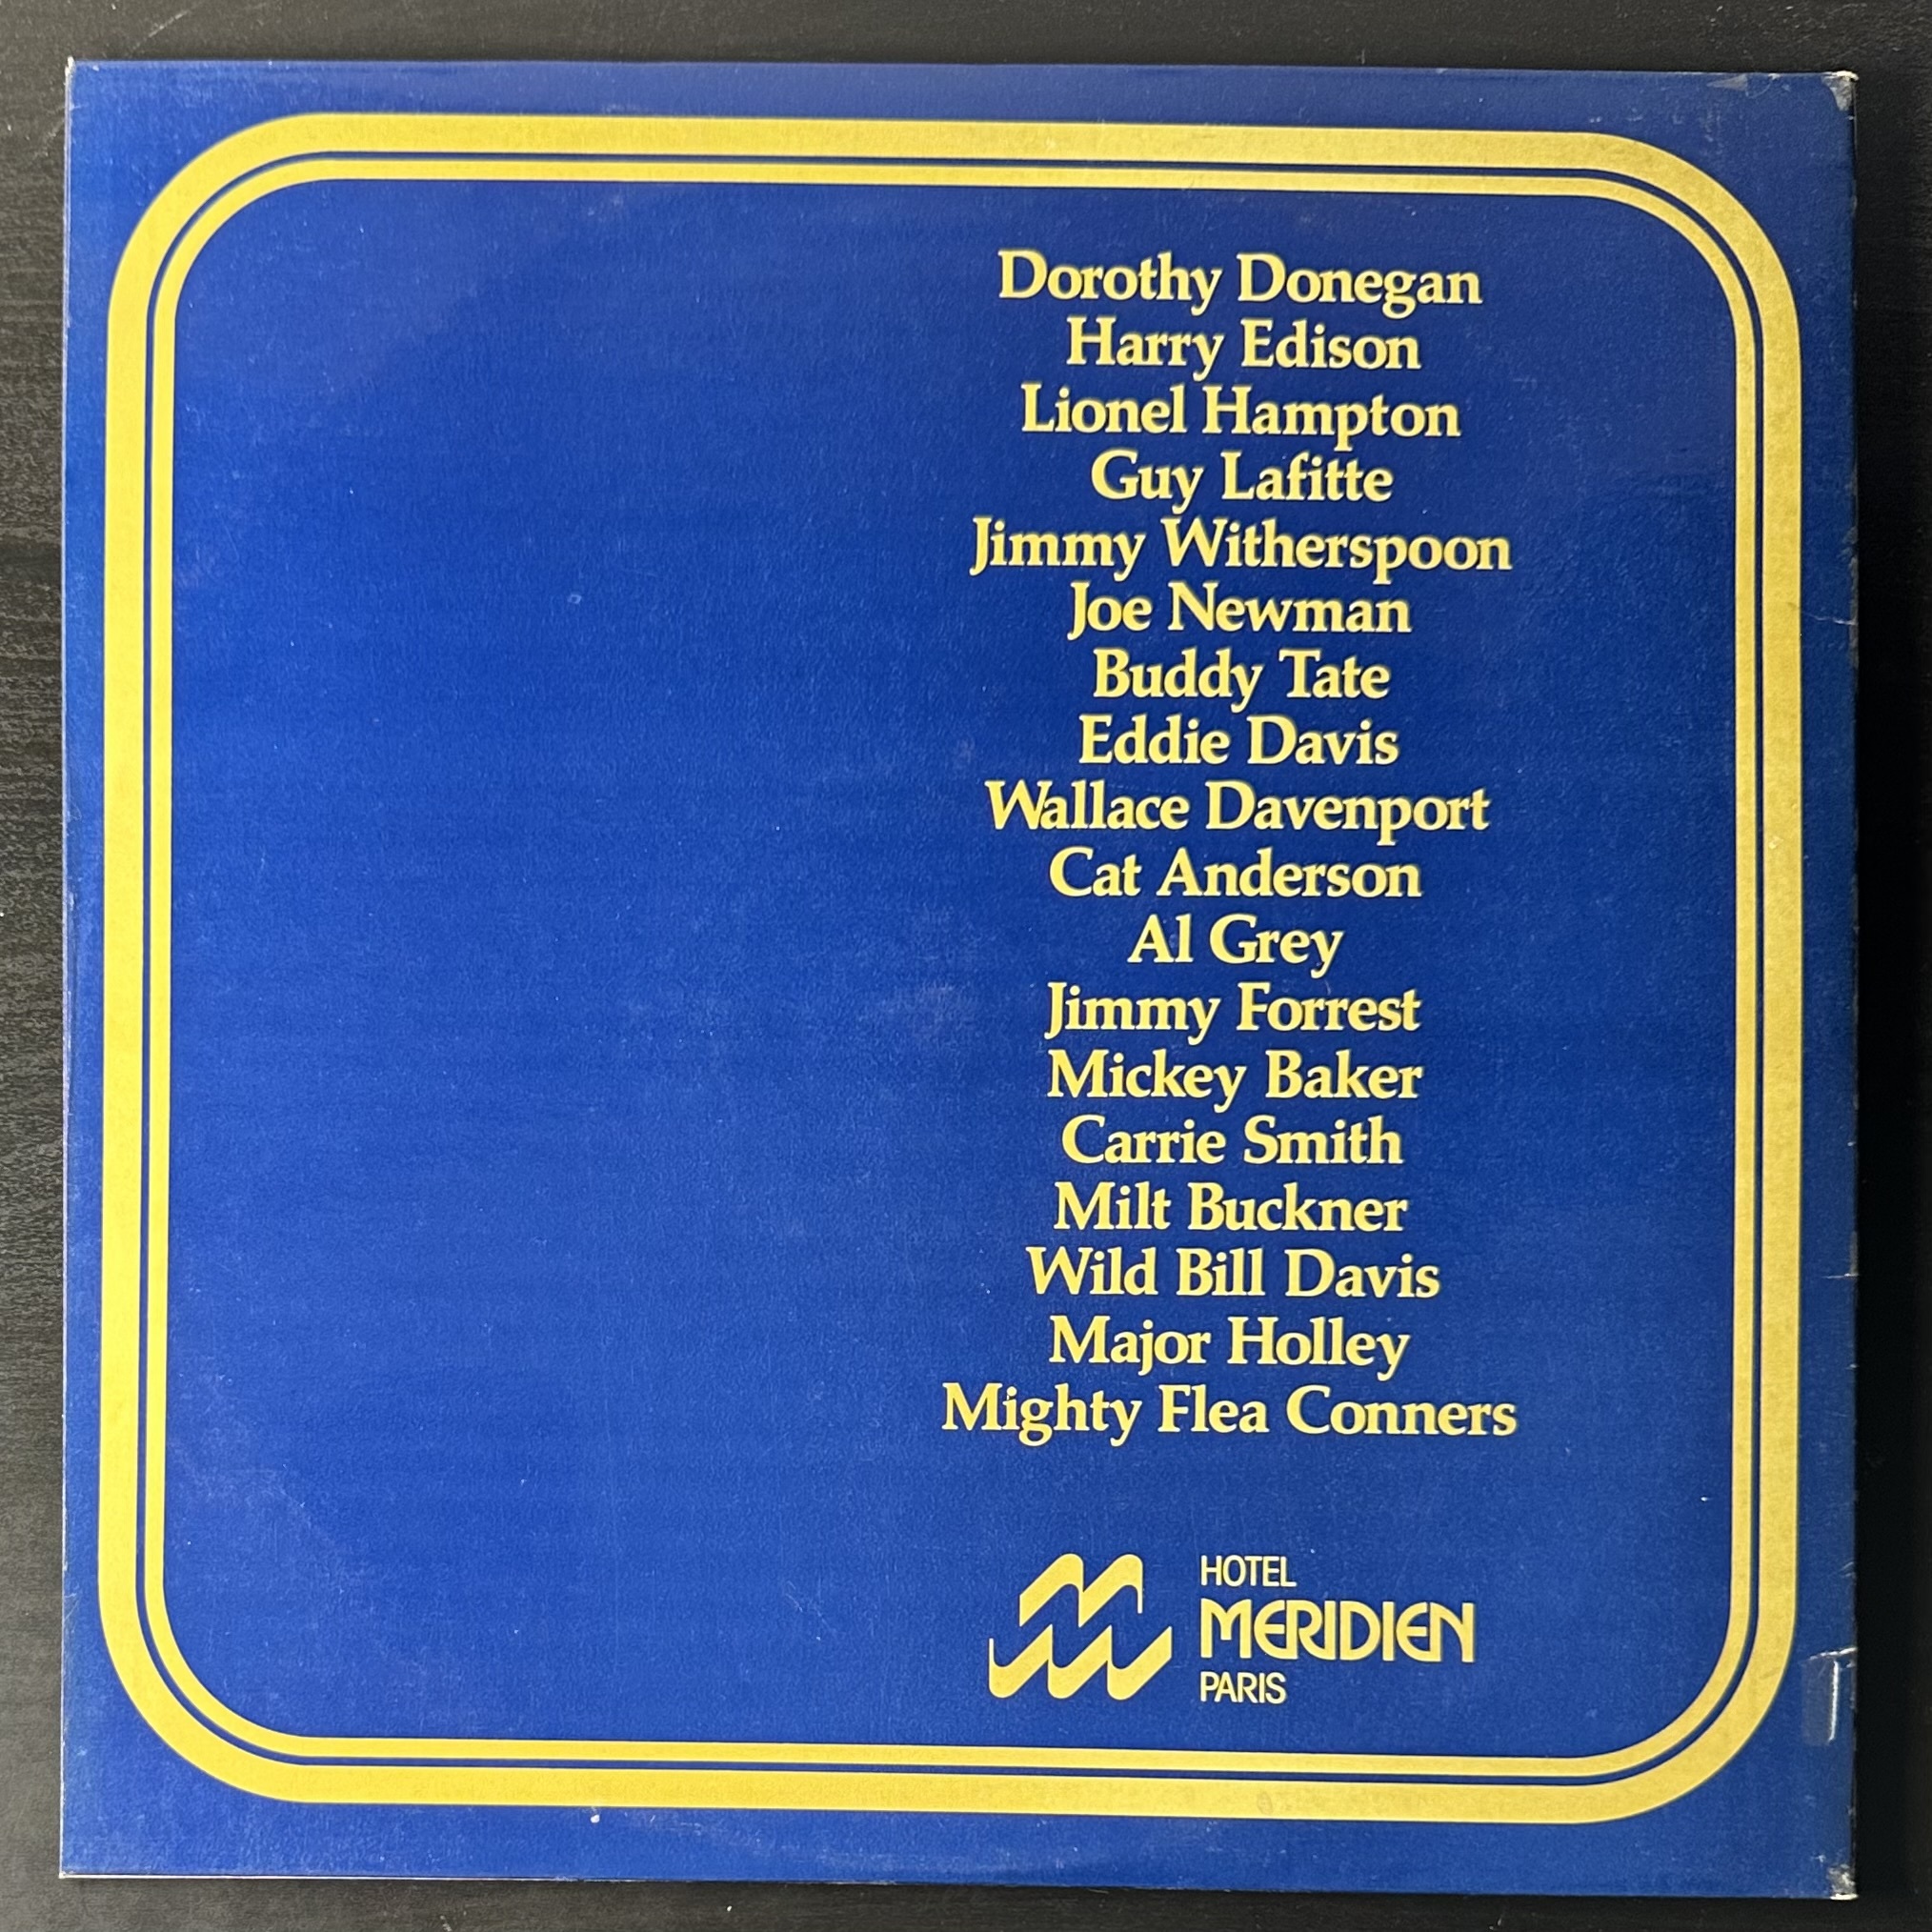 Dorothy Donegan
Harry Edison
Lionel Hampton
Guy Lafitte
Jimmy Witherspoon
Joe Newman
Buddy Tate
Eddie Davis
Wallace Davenport
Cat Anderson
Al Grey
Jimmy Forrest
Mickey Baker
Carrie Smith
Milt Buckner
Wild Bill Davis
Major Holley
Mighty Flea Conners
HOTEL
MERIDIEN
PARIS